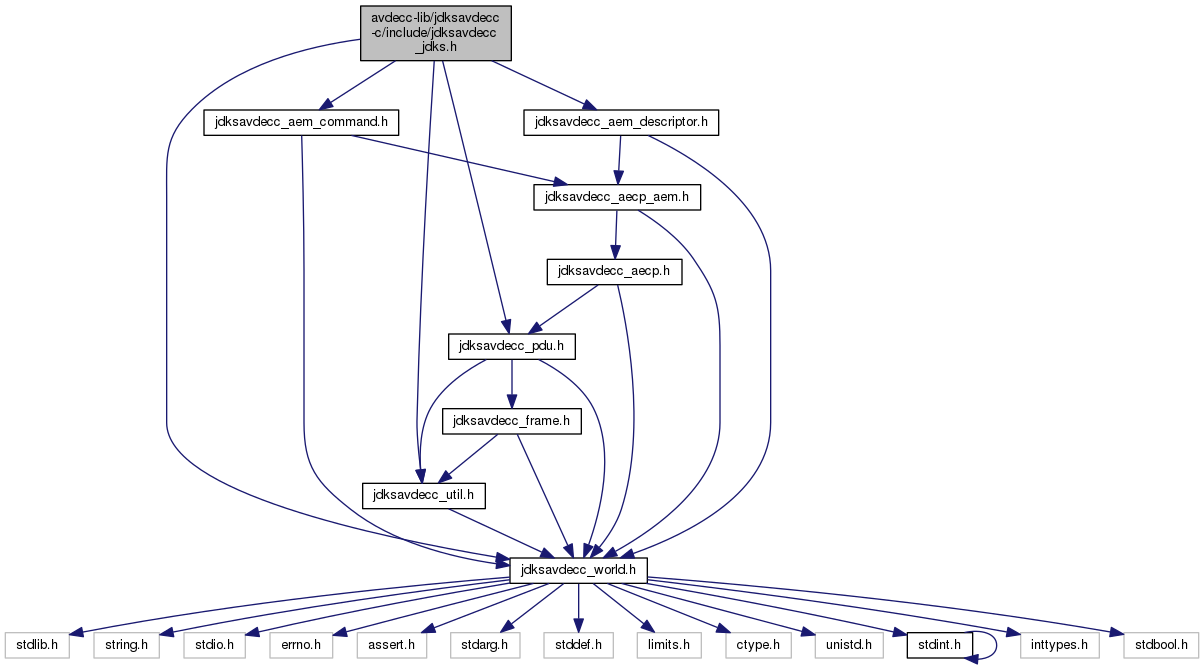 avdecc-lib/jdksavdecc
-c/include/jdksavdecc
_jdks.h
jdksavdecc_aem_command.h
jdksavdecc_aem_descriptor.h
jdksavdecc_aecp_aem.h
jdksavdecc_aecp.h
jdksavdecc_pdu.h
jdksavdecc_frame.h
jdksavdecc_util.h
jdksavdecc_world.h
stdlib.h
string.h
stdio.h
errno.h
assert.h
stdarg.h
stddef.h
limits.h
ctype.h
unistd.h
stdint.h
inttypes.h
stdbool.h